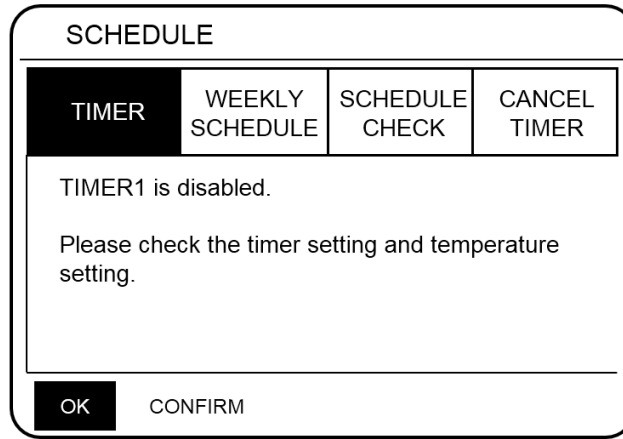 SCHEDULE
TIMER
WEEKLY
SCHEDULE
SCHEDULE
CHECK
CANCEL
TIMER
TIMER1 is disabled.
Please check the timer setting and temperature
setting.
OK
CONFIRM